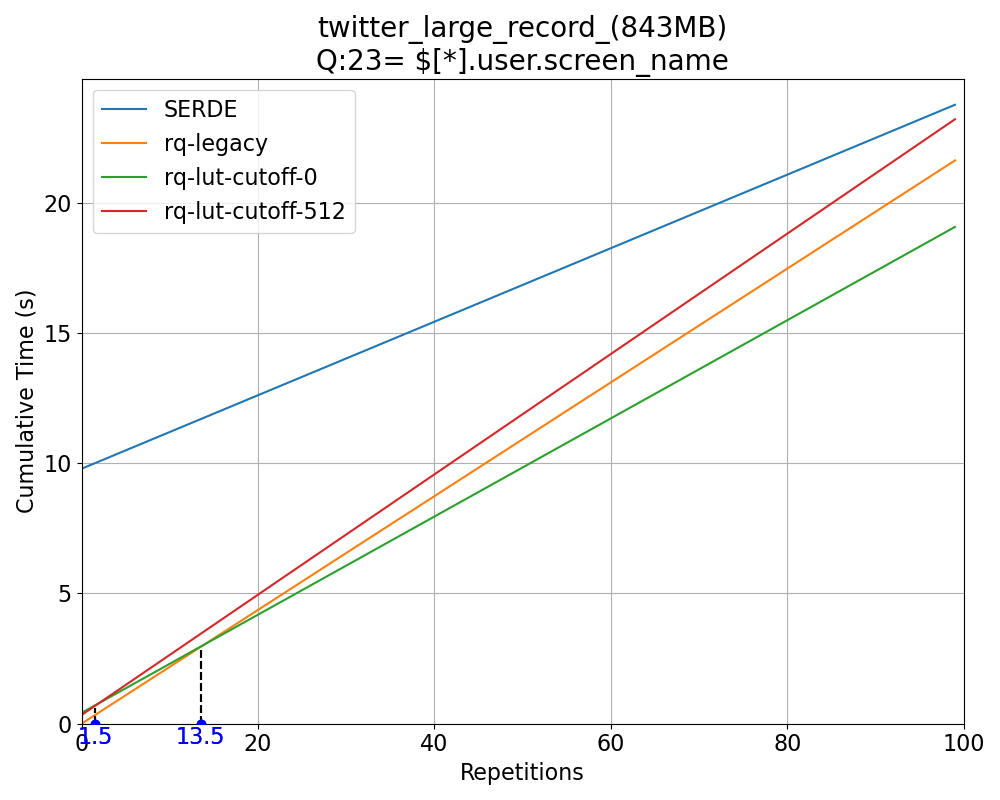 twitter_large_record_(843MB)
Q:23= $[*].user.screen_name
SERDE
rq-legacy
rq-lut-cutoff-0
rq-lut-cutoff-512
Cumulative Time (s)
20
15
10
5
0
0
20
40
60
80
100
1.5
13.5
Repetitions